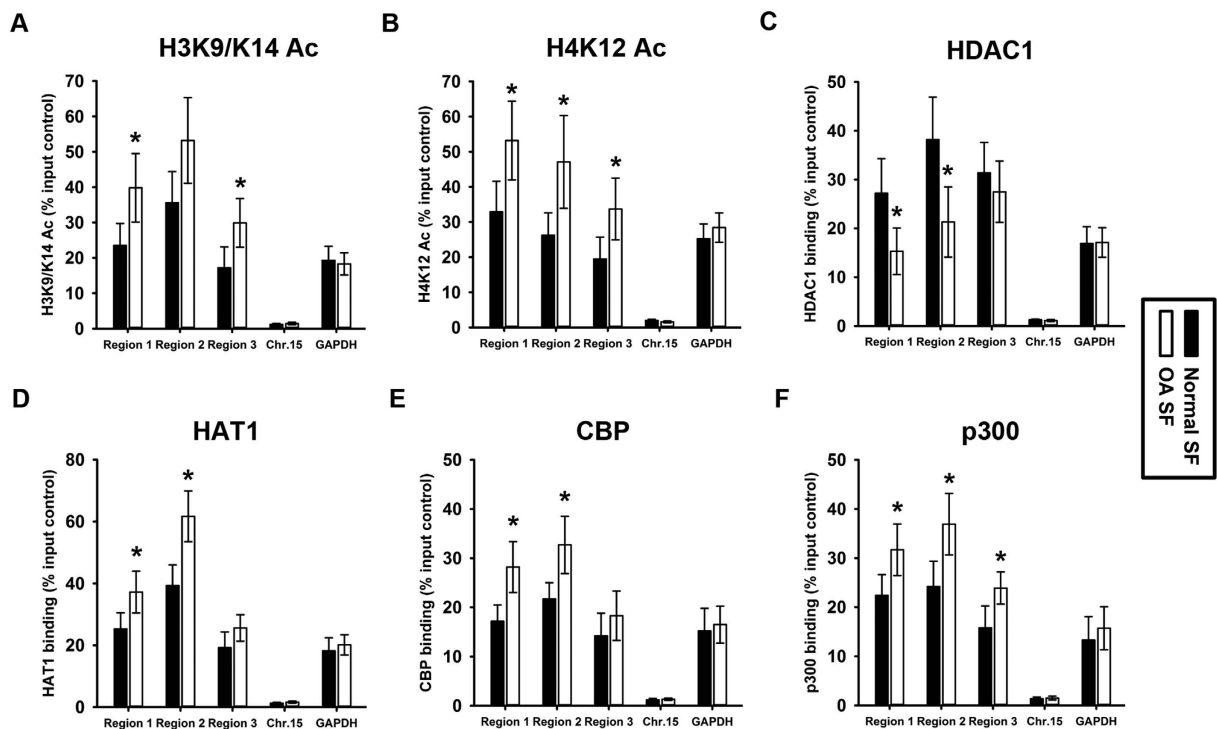 A
H3K9/K14 Ac
H3K9/K14 Ac (% input control)
70
60
50
40
30
20
10
0
*
*
Region 1 Region 2 Region 3 Chr.15 GAPDH
B
H4K12 Ac
H4K12 Ac (% input control)
70
60
50
40
30
20
10
0
*
*
*
Region 1 Region 2 Region 3 Chr.15 GAPDH
C
HDAC1
HDAC1 binding (% input control)
50
40
30
20
10
0
*
*
Region 1 Region 2 Region 3 Chr.15 GAPDH
Normal SF
OA SF
D
HAT1
HAT1 binding (% input control)
80
60
40
20
0
*
*
Region 1 Region 2 Region 3 Chr.15 GAPDH
E
CBP
CBP binding (% input control)
50
40
30
20
10
0
*
*
Region 1 Region 2 Region 3 Chr.15 GAPDH
F
p300
p300 binding (% input control)
50
40
30
20
10
0
*
*
*
Region 1 Region 2 Region 3 Chr.15 GAPDH